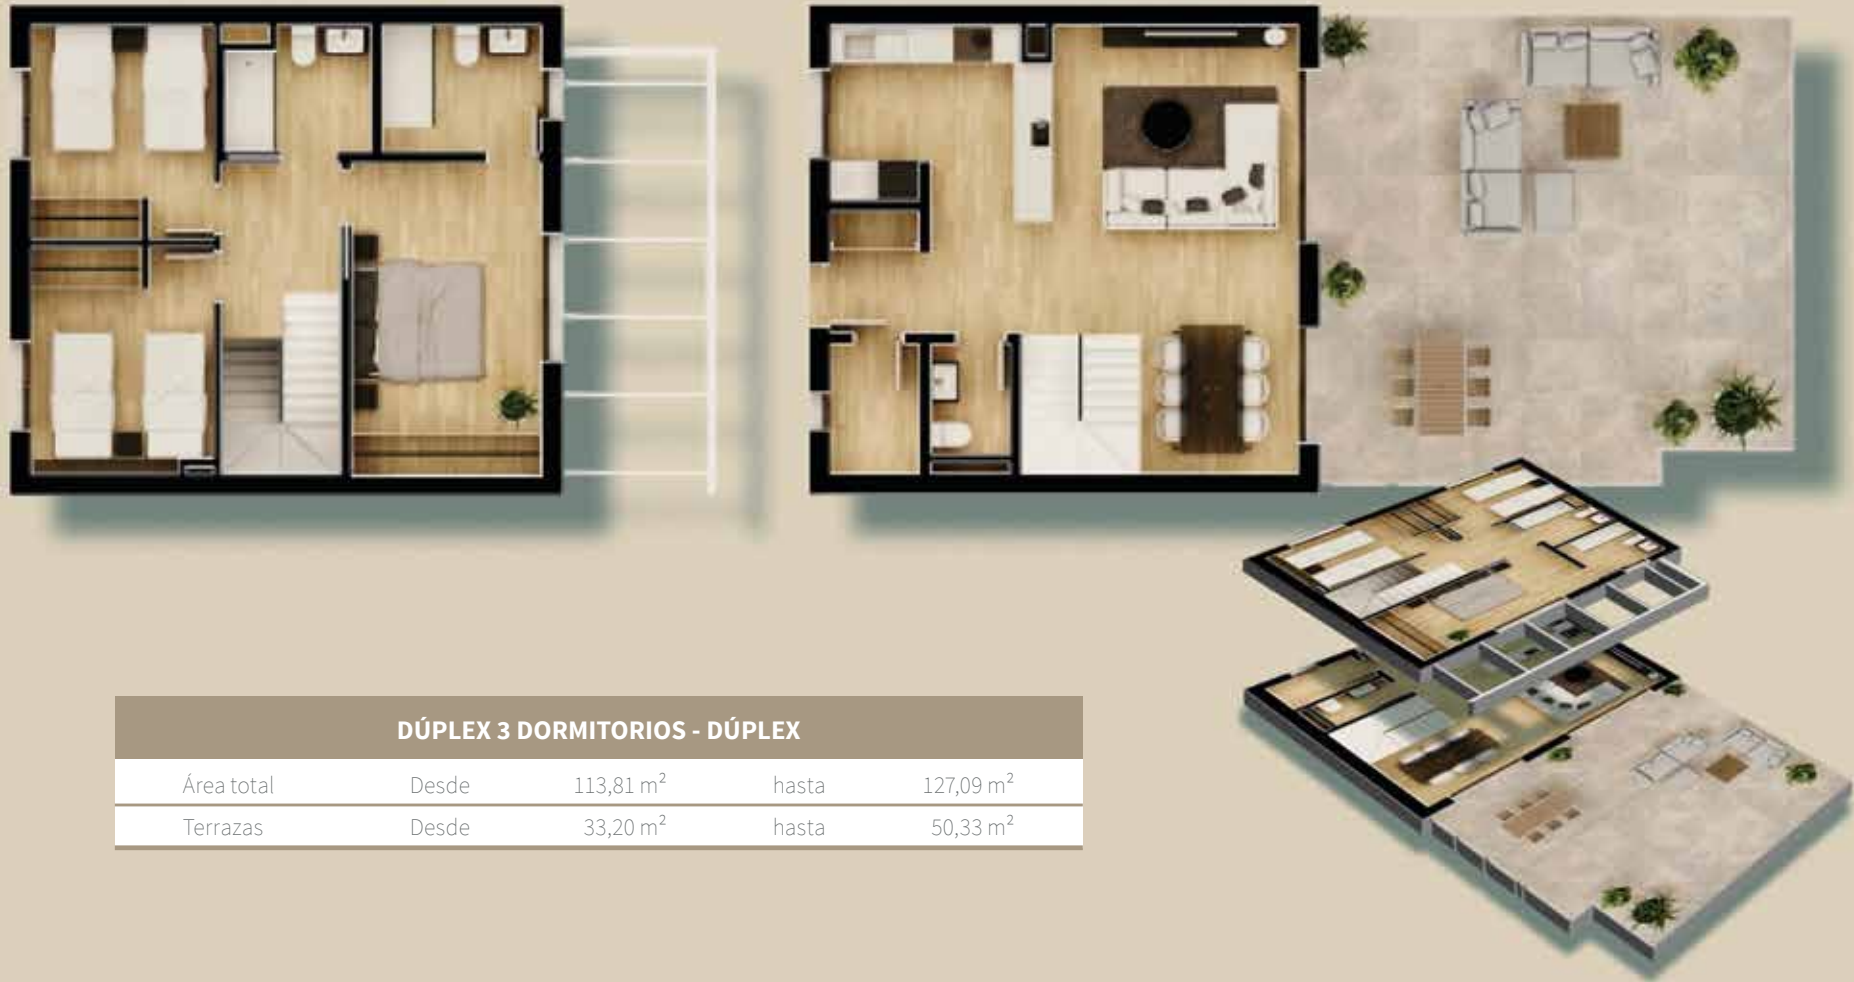 DÚPLEX 3 DORMITORIOS - DÚPLEX
Área total Desde 113,81 m² hasta 127,09 m²
Terrazas Desde 33,20 m² hasta 50,33 m²